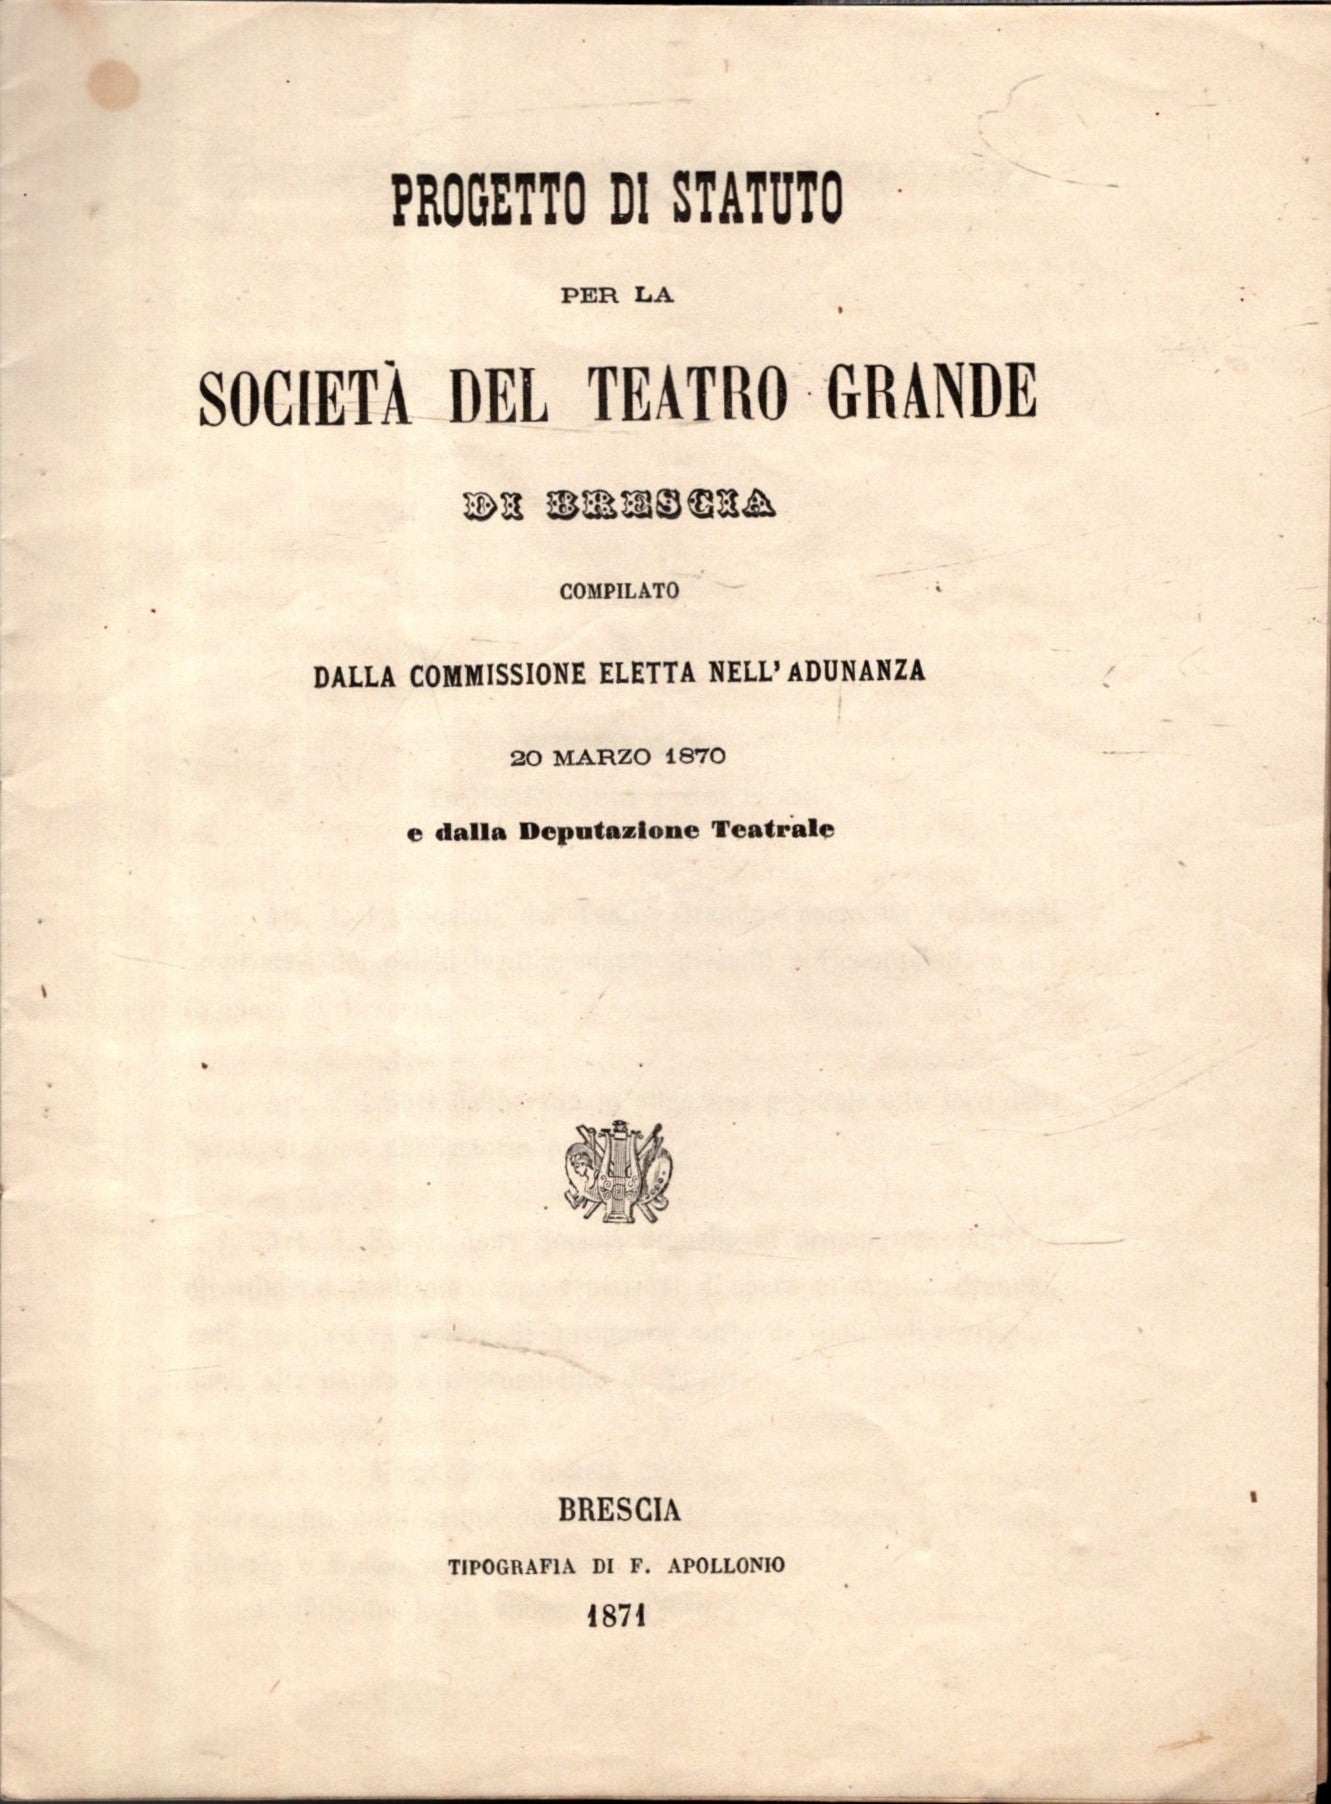 PROGETTO DI STATUTO
PER LA
SOCIETÀ DEL TEATRO GRANDE
DI BRESCIA
COMPILATO
DALLA COMMISSIONE ELETTA NELL' ADUNANZA
20 MARZO 1870
e dalla Deputazione Teatrale
BRESCIA
TIPOGRAFIA DI F. APOLLONIO
1871